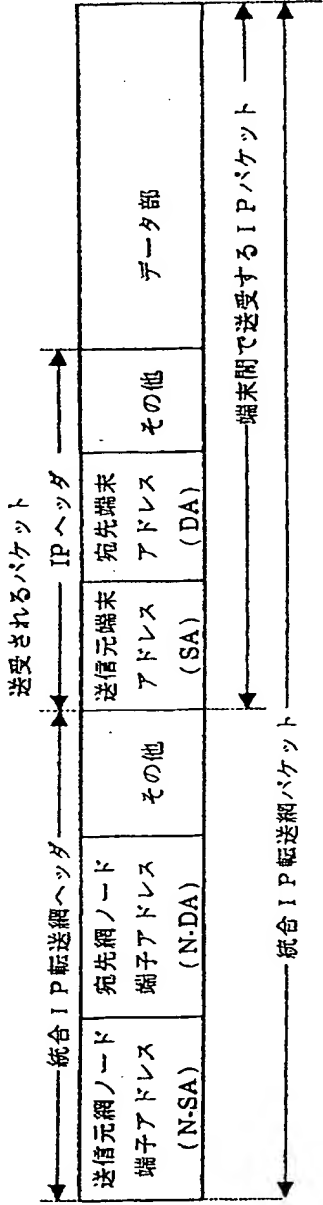 送受されるパケット
統合IP転送網ヘッダ
IPヘッダ
送信元網ノード
端子アドレス
(N-SA)
宛先網ノード
端子アドレス
(N-DA)
その他
送信元端末
アドレス
(SA)
宛先端末
アドレス
(DA)
その他
データ部
端末間で送受するIPパケット
統合IP転送網パケット